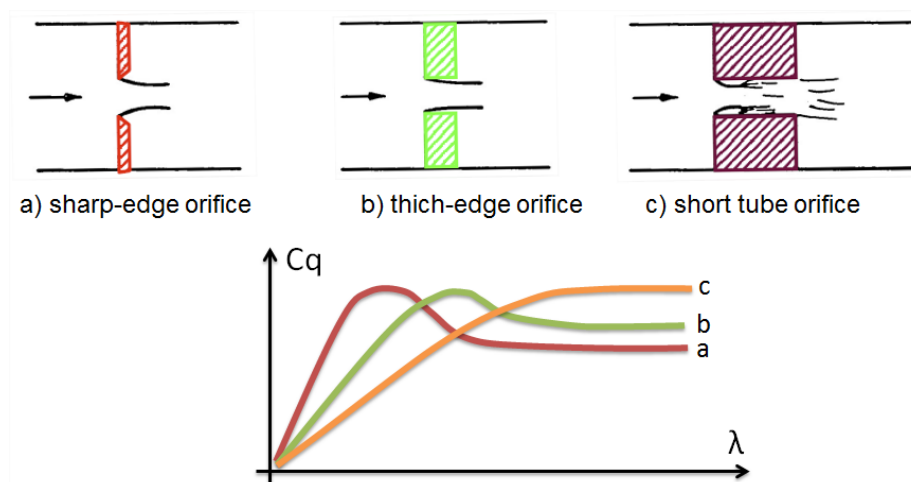 a) sharp-edge orifice
b) thich-edge orifice
c) short tube orifice
Cq
c
b
a
λ